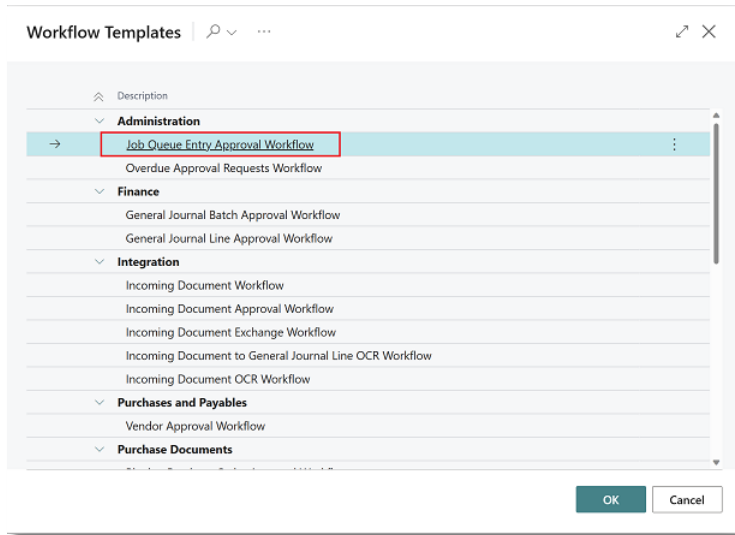 Workflow Templates
Description
Administration
Job Queue Entry Approval Workflow
Overdue Approval Requests Workflow
Finance
General Journal Batch Approval Workflow
General Journal Line Approval Workflow
Integration
Incoming Document Workflow
Incoming Document Approval Workflow
Incoming Document Exchange Workflow
Incoming Document to General Journal Line OCR Workflow
Incoming Document OCR Workflow
Purchases and Payables
Vendor Approval Workflow
Purchase Documents
OK Cancel